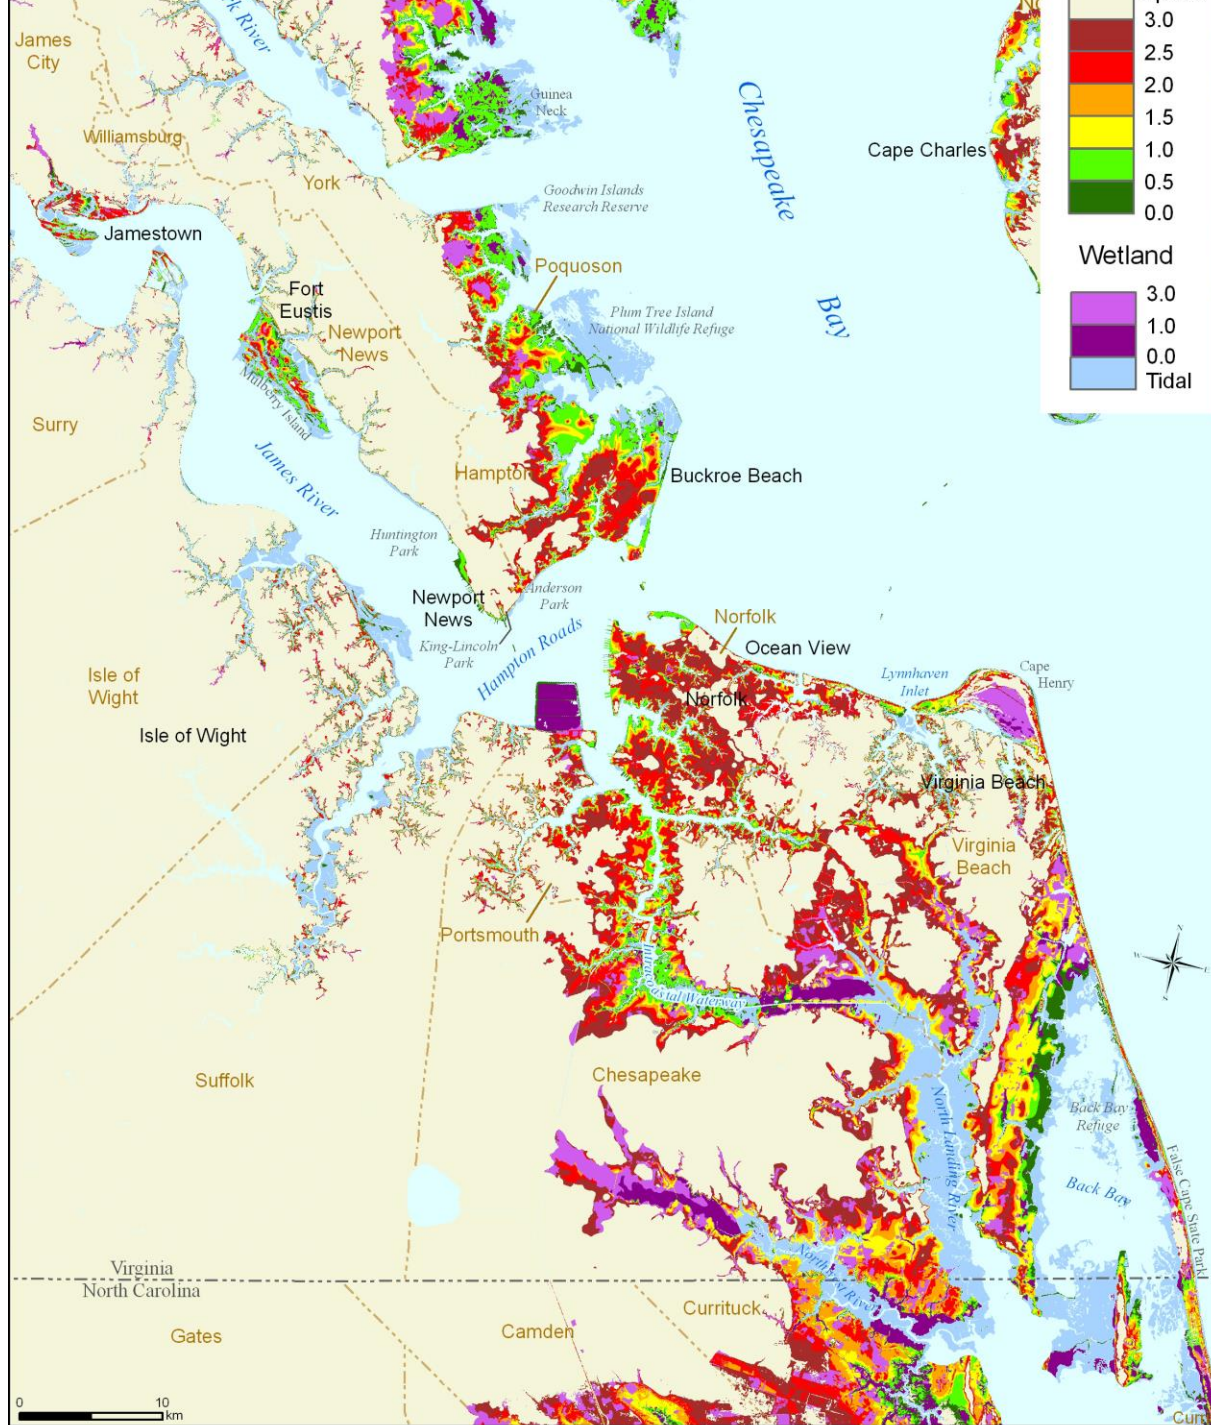 3.0
2.5
2.0
1.5
1.0
0.5
0.0
Wetland
3.0
1.0
0.0
Tidal
James
City
River
Williamsburg
York
Guinea
Neck
Chesapeake
Bay
Cape Charles
Goodwin Islands
Research Reserve
Jamestown
Poquoson
Fort
Eustis
Newport
News
Plum Tree Island
National Wildlife Refuge
Mulberry Island
Surry
James River
Hampton
Buckroe Beach
Huntington
Park
Newport
News
Anderson
Park
King-Lincoln
Park
Hampton Roads
Norfolk
Ocean View
Lynnhaven
Inlet
Cape
Henry
Isle of
Wight
Norfolk
Isle of Wight
Virginia Beach
Virginia
Beach
Portsmouth
N
W
E
S
Intracoastal Waterway
Suffolk
Chesapeake
North Landing River
Back Bay
Refuge
Back Bay
False Cape State Park
Northwest River
Virginia
North Carolina
Gates
Camden
Currituck
0
10
km